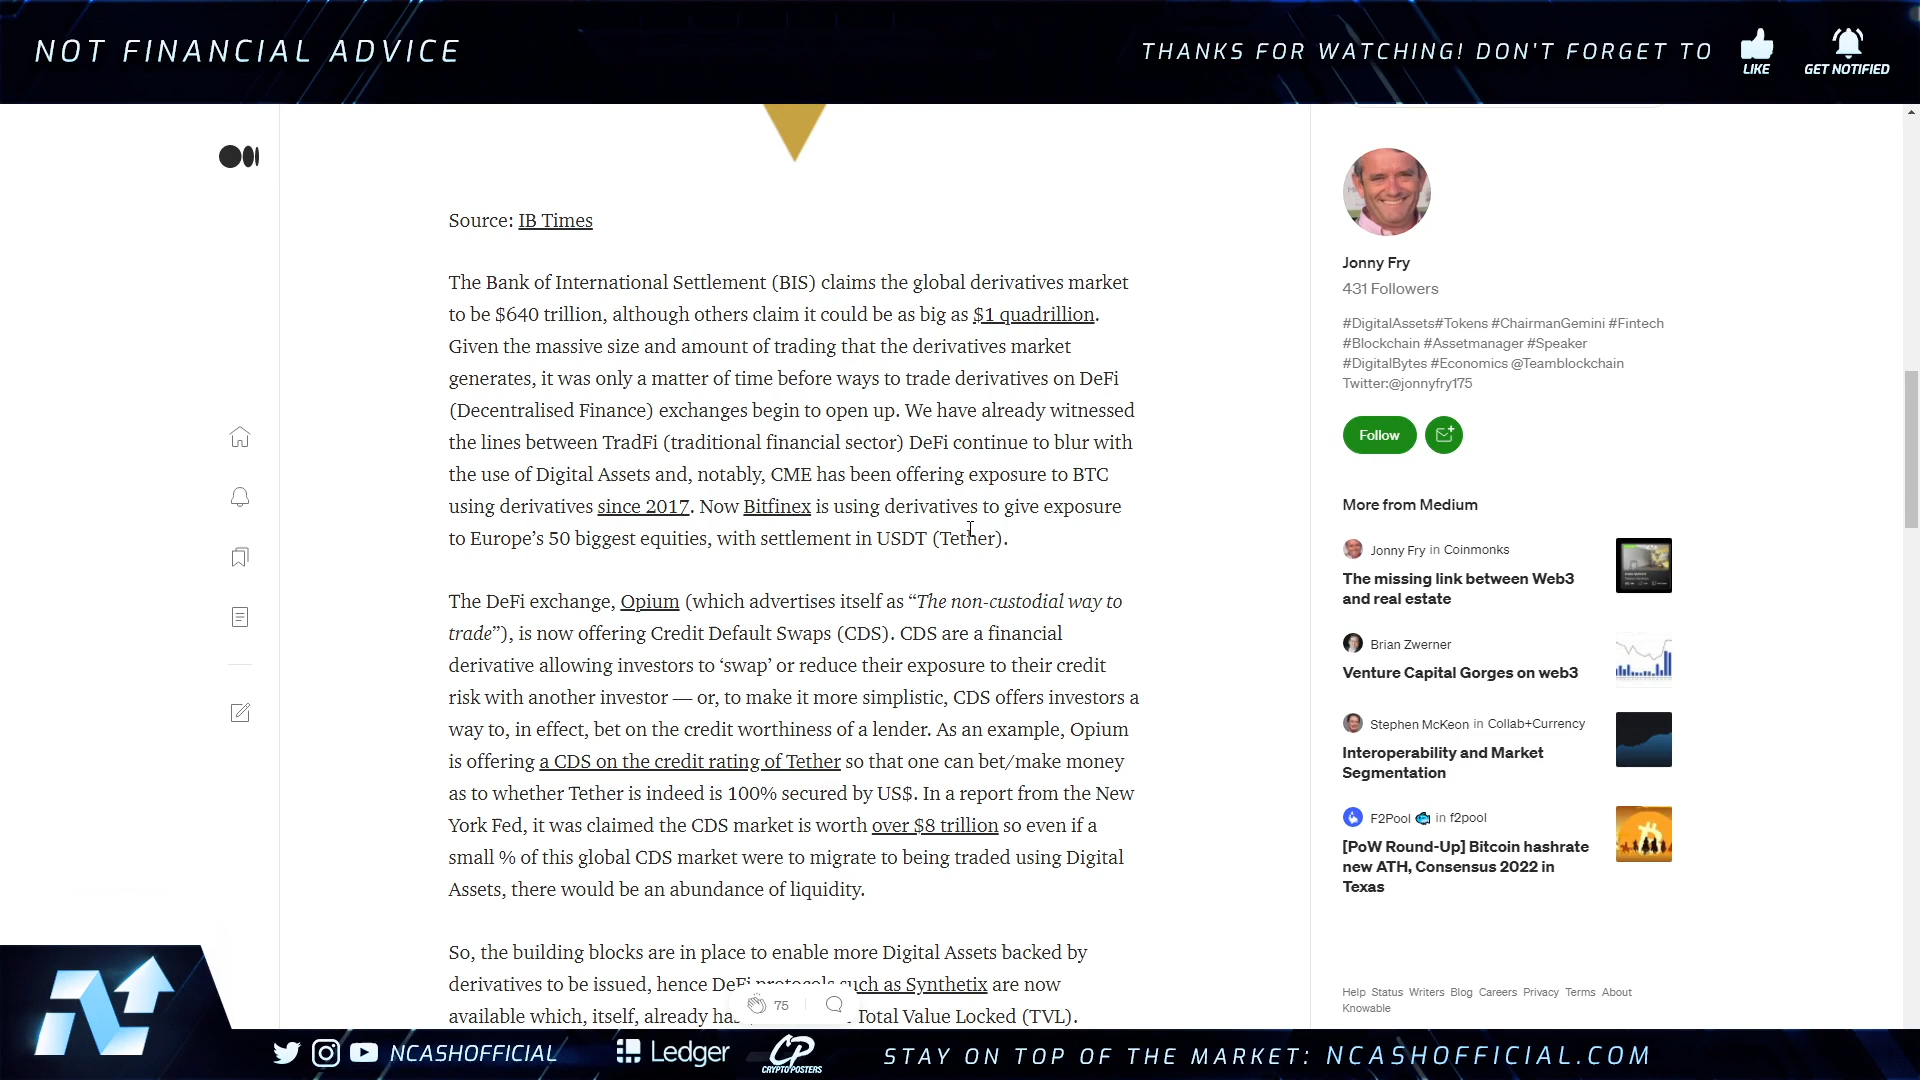 NOT FINANCIAL ADVICE
THANKS FOR WATCHING! DON'T FORGET TO
LIKE
GET NOTIFIED
Source: IB Times
The Bank of International Settlement (BIS) claims the global derivatives market
to be $640 trillion, although others claim it could be as big as $1 quadrillion.
Given the massive size and amount of trading that the derivatives market
generates, it was only a matter of time before ways to trade derivatives on DeFi
(Decentralised Finance) exchanges begin to open up. We have already witnessed
the lines between TradFi (traditional financial sector) DeFi continue to blur with
the use of Digital Assets and, notably, CME has been offering exposure to BTC
using derivatives since 2017. Now Bitfinex is using derivatives to give exposure
to Europe's 50 biggest equities, with settlement in USDT (Tether).
The DeFi exchange, Opium (which advertises itself as “The non-custodial way to
trade”), is now offering Credit Default Swaps (CDS). CDS are a financial
derivative allowing investors to ‘swap’ or reduce their exposure to their credit
risk with another investor — or, to make it more simplistic, CDS offers investors a
way to, in effect, bet on the credit worthiness of a lender. As an example, Opium
is offering a CDS on the credit rating of Tether so that one can bet/make money
as to whether Tether is indeed is 100% secured by US$. In a report from the New
York Fed, it was claimed the CDS market is worth over $8 trillion so even if a
small % of this global CDS market were to migrate to being traded using Digital
Assets, there would be an abundance of liquidity.
So, the building blocks are in place to enable more Digital Assets backed by
derivatives to be issued, hence DeFi protocols such as Synthetix are now
available which, itself, already has Total Value Locked (TVL).
75
Jonny Fry
431 Followers
#DigitalAssets#Tokens #ChairmanGemini #Fintech
#Blockchain #Assetmanager #Speaker
#DigitalBytes #Economics @Teamblockchain
Twitter:@jonnyfry175
Follow
More from Medium
Jonny Fry in Coinmonks
The missing link between Web3
and real estate
Brian Zwerner
Venture Capital Gorges on web3
Stephen McKeon in Collab+Currency
Interoperability and Market
Segmentation
F2Pool in f2pool
[PoW Round-Up] Bitcoin hashrate
new ATH, Consensus 2022 in
Texas
Help Status Writers Blog Careers Privacy Terms About
Knowable
NCASHOFFICIAL
Ledger
CP
CRYPTOPOSTERS
STAY ON TOP OF THE MARKET: NCASHOFFICIAL.COM